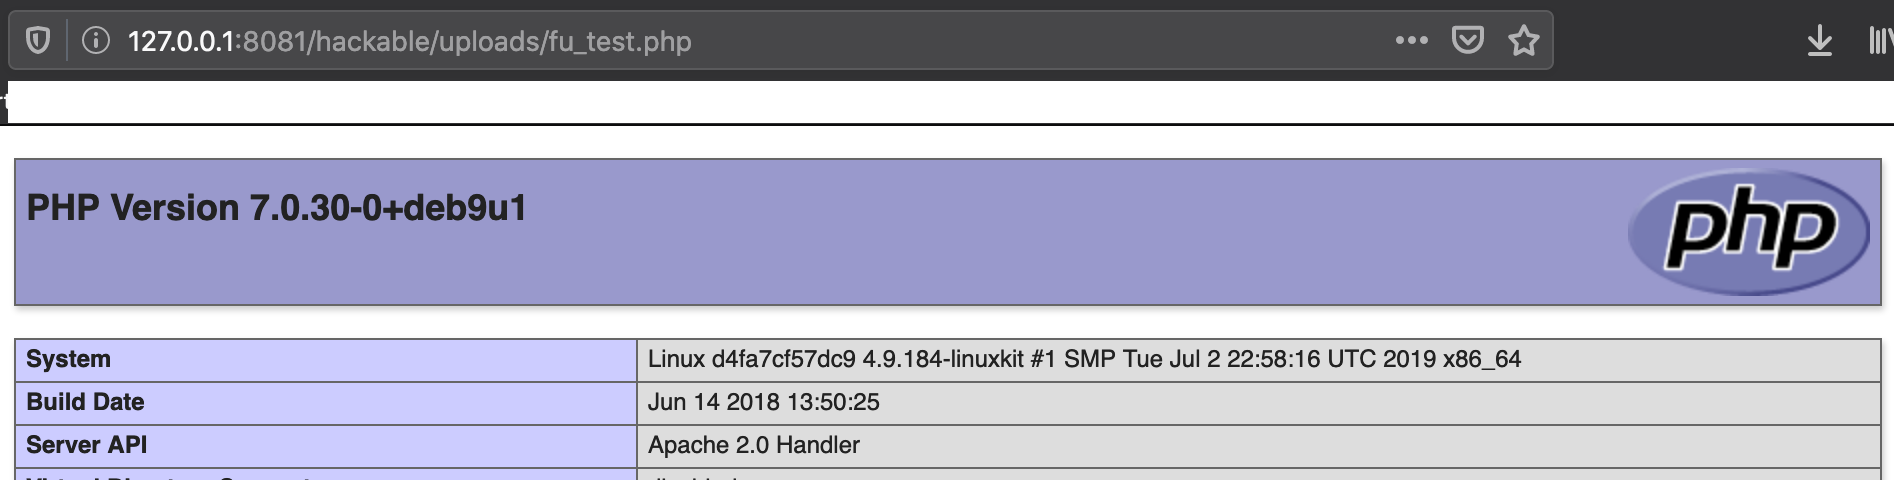 127.0.0.1:8081/hackable/uploads/fu_test.php
PHP Version 7.0.30-0+deb9u1
php
System Linux d4fa7cf57dc9 4.9.184-linuxkit #1 SMP Tue Jul 2 22:58:16 UTC 2019 x86_64
Build Date Jun 14 2018 13:50:25
Server API Apache 2.0 Handler